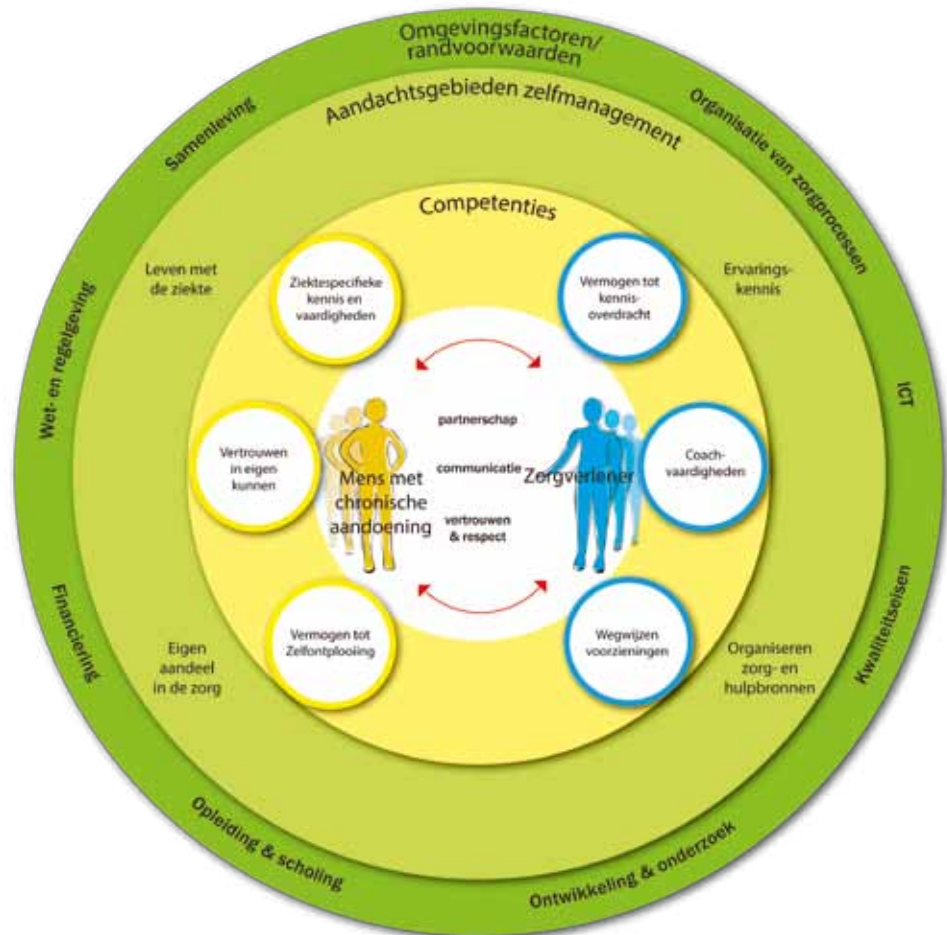 Omgevingsfactoren/
randvoorwaarden
Aandachtsgebieden zelfmanagement
Competenties
Samenleving
Organisatie van zorgprocessen
Wet- en regelgeving
ICT
Financiering
Kwaliteitseisen
Opleiding & scholing
Ontwikkeling & onderzoek
Leven met
de ziekte
Ervarings-
kennis
Eigen
aandeel
in de zorg
Organiseren
zorg- en
hulpbronnen
Ziektespecifieke
kennis en
vaardigheden
Vermogen tot
kennis-
overdracht
Vertrouwen
in eigen
kunnen
Coach-
vaardigheden
Vermogen tot
Zelfontplooiing
Wegwijzen
voorzieningen
Mens met
chronische
aandoening
partnerschap
communicatie
vertrouwen
& respect
Zorgverlener